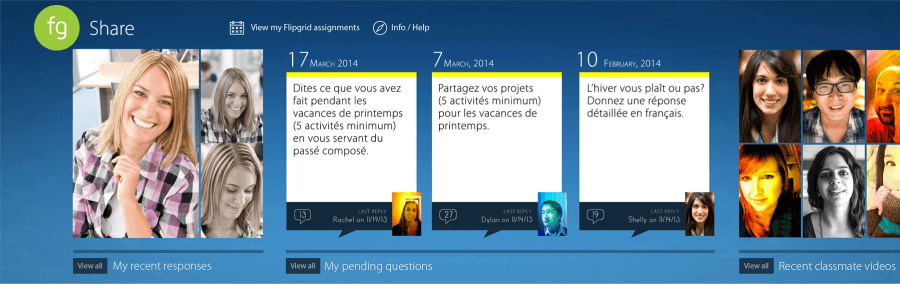 fg Share
View my Flipgrid assignments
Info / Help
17 March 2014
Dites ce que vous avez
fait pendant les
vacances de printemps
(5 activités minimum)
en vous servant du
passé composé.
13
LAST REPLY
Rachel on 11/19/13
7 March, 2014
Partagez vos projets
(5 activités minimum)
pour les vacances de
printemps.
27
LAST REPLY
Dylan on 11/14/13
10 February, 2014
L'hiver vous plaît ou pas?
Donnez une réponse
détaillée en français.
19
LAST REPLY
Shelly on 11/14/13
View all My recent responses
View all My pending questions
View all Recent classmate videos